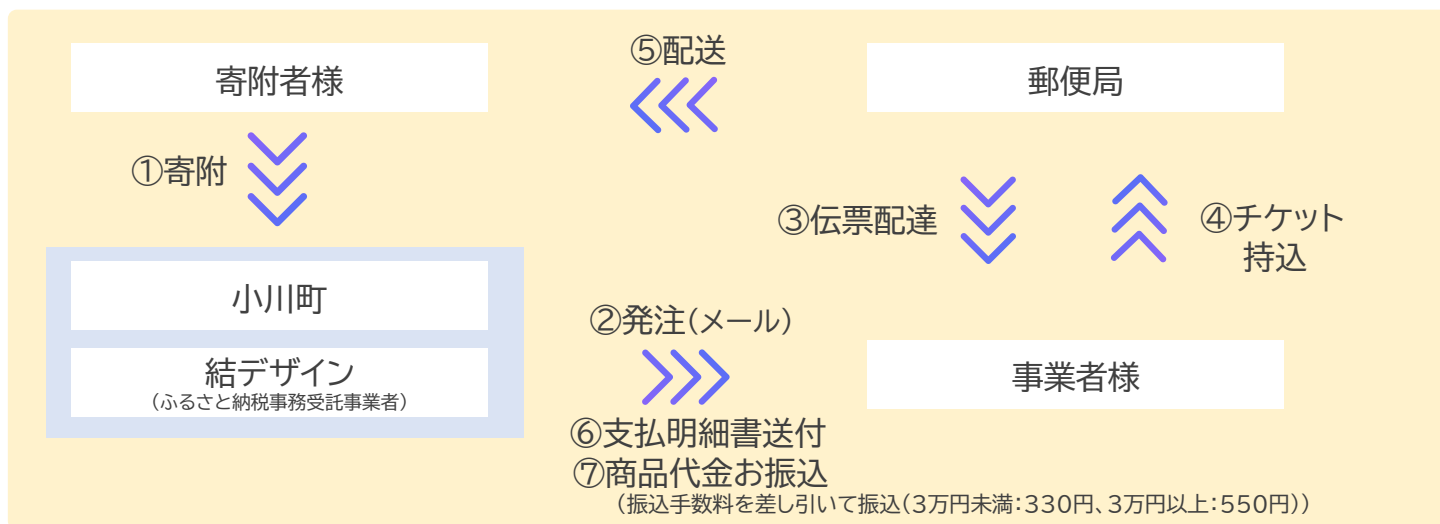 寄附者様
⑤配送
郵便局
①寄附
③伝票配達
④チケット
持込
小川町
結デザイン
（ふるさと納税事務受託事業者）
②発注（メール）
事業者様
⑥支払明細書送付
⑦商品代金お振込
（振込手数料を差し引いて振込（3万円未満：330円、3万円以上：550円））